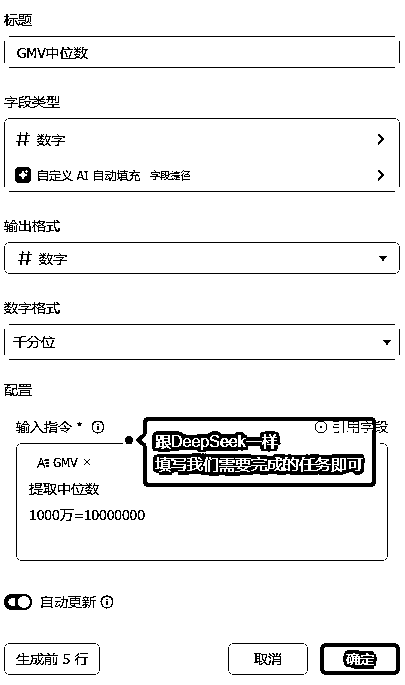 标题
GMV中位数
字段类型
数字
自定义 AI 自动填充 字段捷径
输出格式
数字
数字格式
千分位
配置
输入指令 *
引用字段
跟DeepSeek一样
填写我们需要完成的任务即可
GMV ×
提取中位数
1000万=10000000
自动更新
生成前 5 行
取消
确定